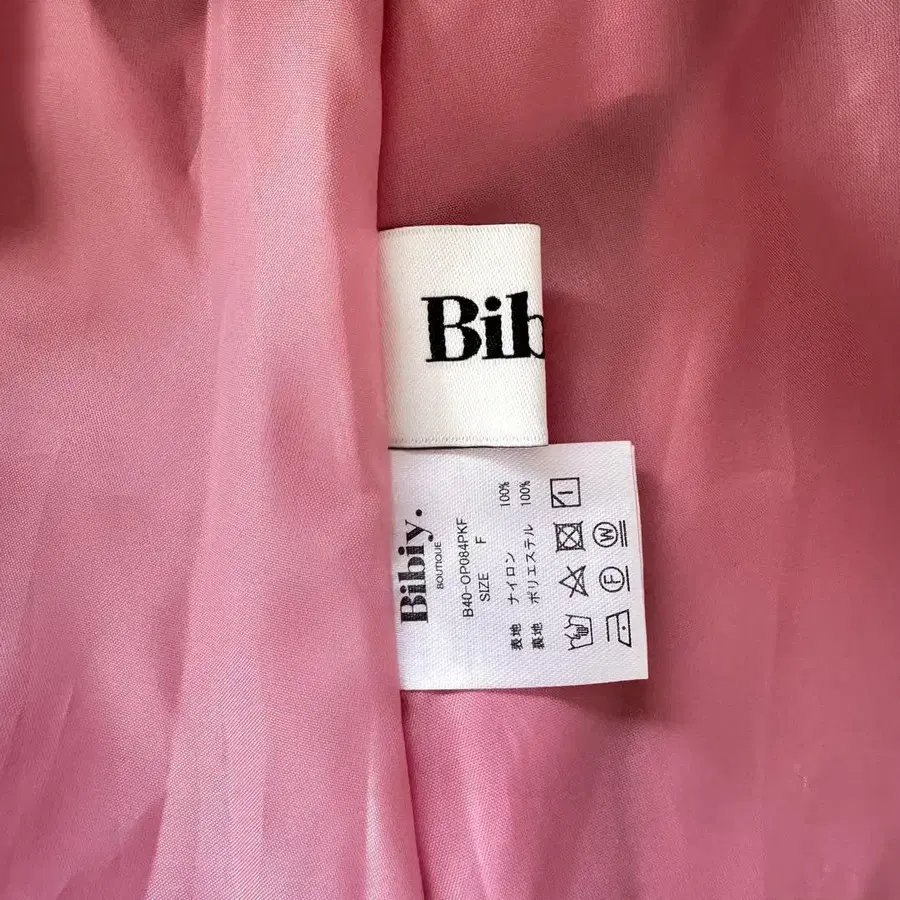 Bib
Bibiy.
BOUTIQUE
B40-OP084PKF
SIZE F
表地 ナイロン 100%
裏地 ポリエステル 100%
W
F